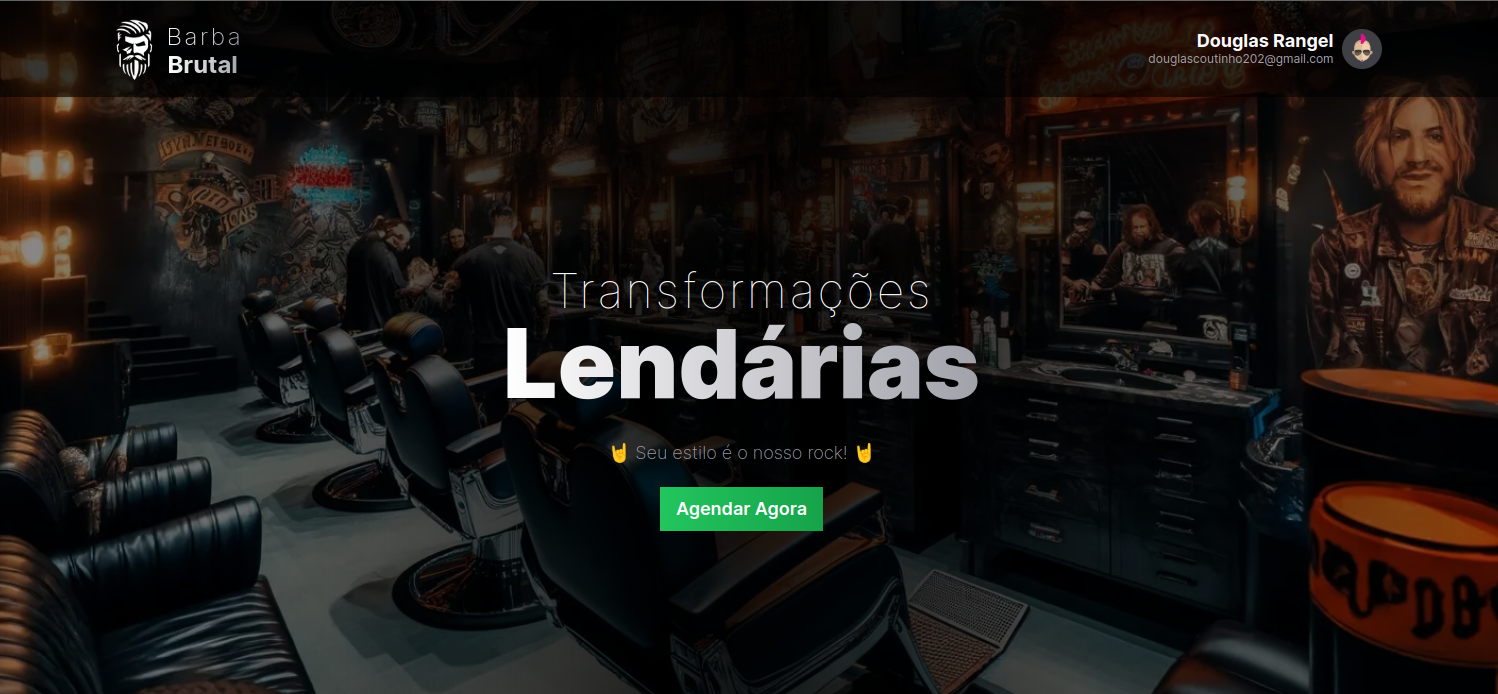 Barba
Brutal
Douglas Rangel
douglascoutinho202@gmail.com
Transformações
Lendárias
🤘 Seu estilo é o nosso rock! 🤘
Agendar Agora